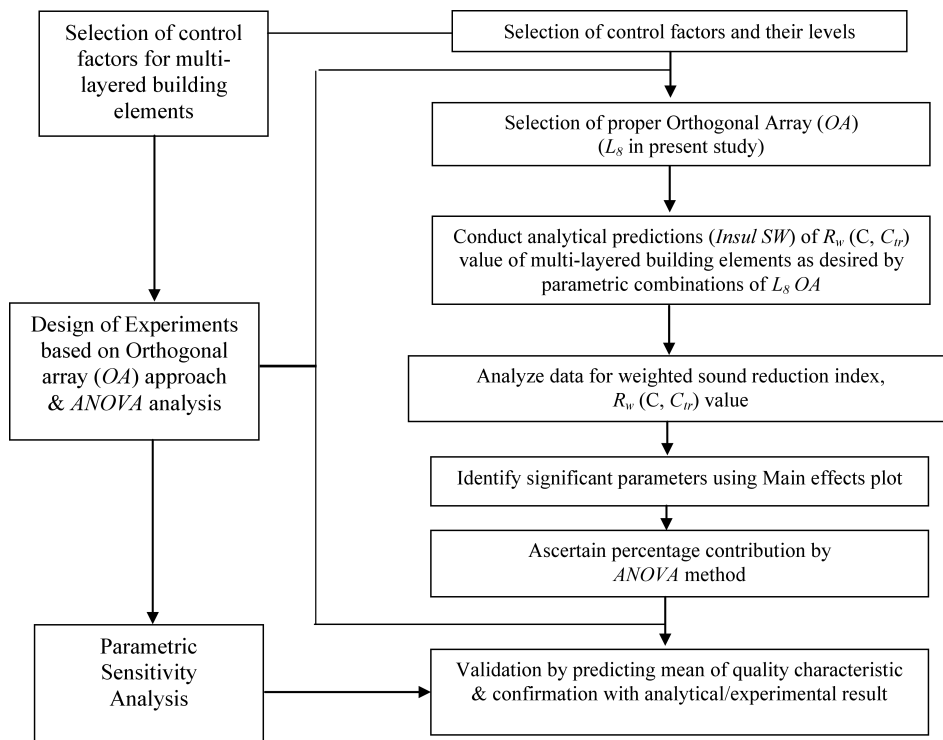 Selection of control
factors for multi-
layered building
elements
Selection of control factors and their levels
Selection of proper Orthogonal Array (OA)
(L8 in present study)
Conduct analytical predictions (Insul SW) of Rw (C, Ctr)
value of multi-layered building elements as desired by
parametric combinations of L8 OA
Design of Experiments
based on Orthogonal
array (OA) approach
& ANOVA analysis
Analyze data for weighted sound reduction index,
Rw (C, Ctr) value
Identify significant parameters using Main effects plot
Ascertain percentage contribution by
ANOVA method
Parametric
Sensitivity
Analysis
Validation by predicting mean of quality characteristic
& confirmation with analytical/experimental result